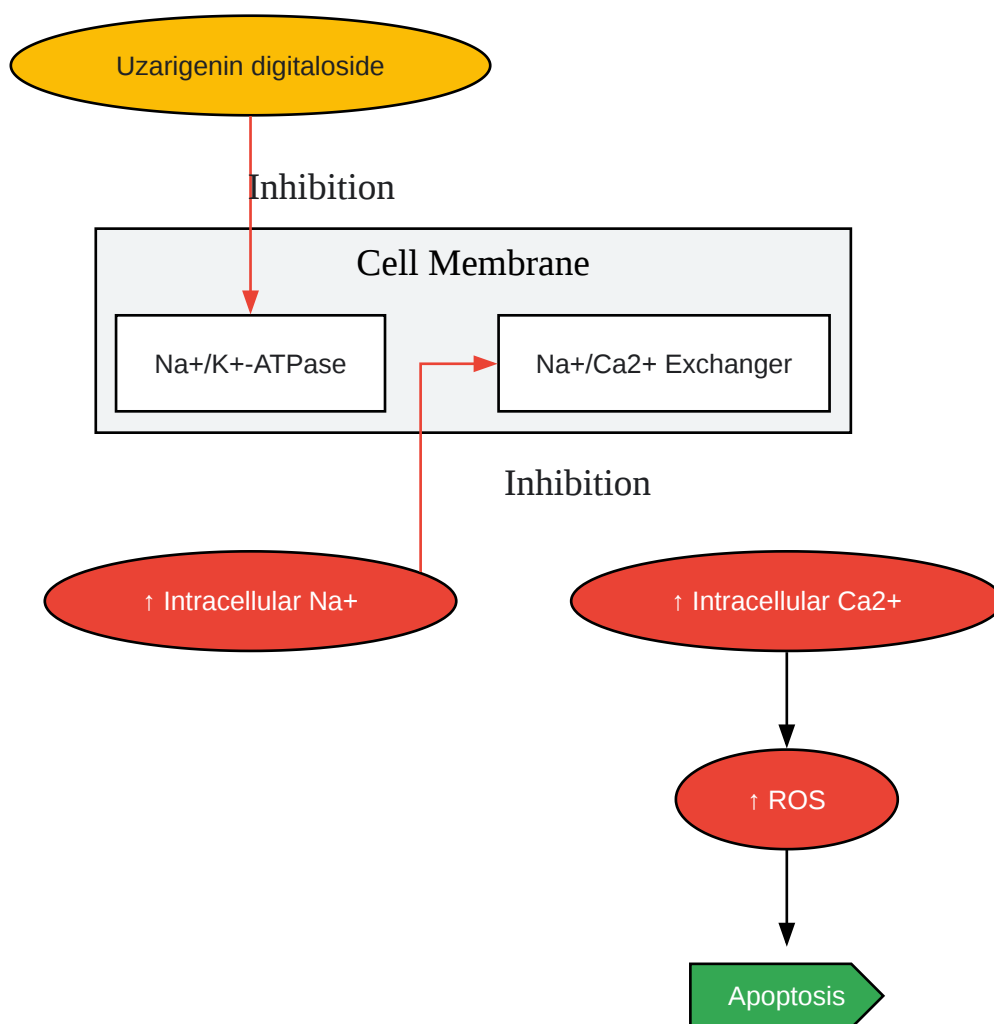 Uzarigenin digitaloside
Inhibition
Cell Membrane
Na+/K+-ATPase
Na+/Ca2+ Exchanger
Inhibition
↑ Intracellular Na+
↑ Intracellular Ca2+
↑ ROS
Apoptosis